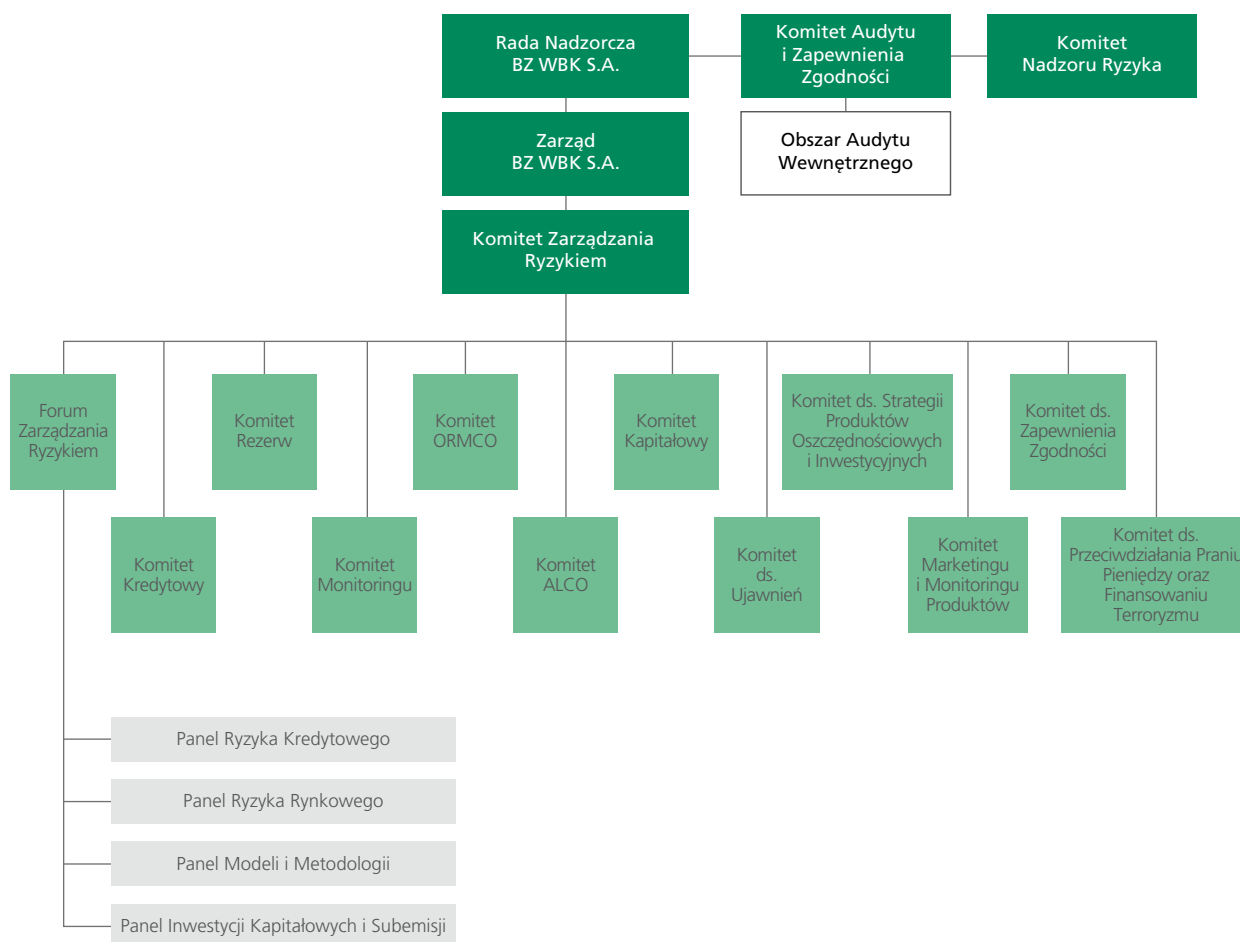 Rada Nadzorcza
BZ WBK S.A.
Komitet Audytu
i Zapewnienia
Zgodności
Komitet
Nadzoru Ryzyka
Zarząd
BZ WBK S.A.
Obszar Audytu
Wewnętrznego
Komitet Zarządzania
Ryzykiem
Forum
Zarządzania
Ryzykiem
Komitet
Rezerw
Komitet
ORMCO
Komitet
Kapitałowy
Komitet ds. Strategii
Produktów
Oszczędnościowych
i Inwestycyjnych
Komitet ds.
Zapewnienia
Zgodności
Komitet
Kredytowy
Komitet
Monitoringu
Komitet
ALCO
Komitet
ds.
Ujawnień
Komitet
Marketingu
i Monitoringu
Produktów
Komitet ds.
Przeciwdziałania Praniu
Pieniędzy oraz
Finansowaniu
Terroryzmu
Panel Ryzyka Kredytowego
Panel Ryzyka Rynkowego
Panel Modeli i Metodologii
Panel Inwestycji Kapitałowych i Subemisji